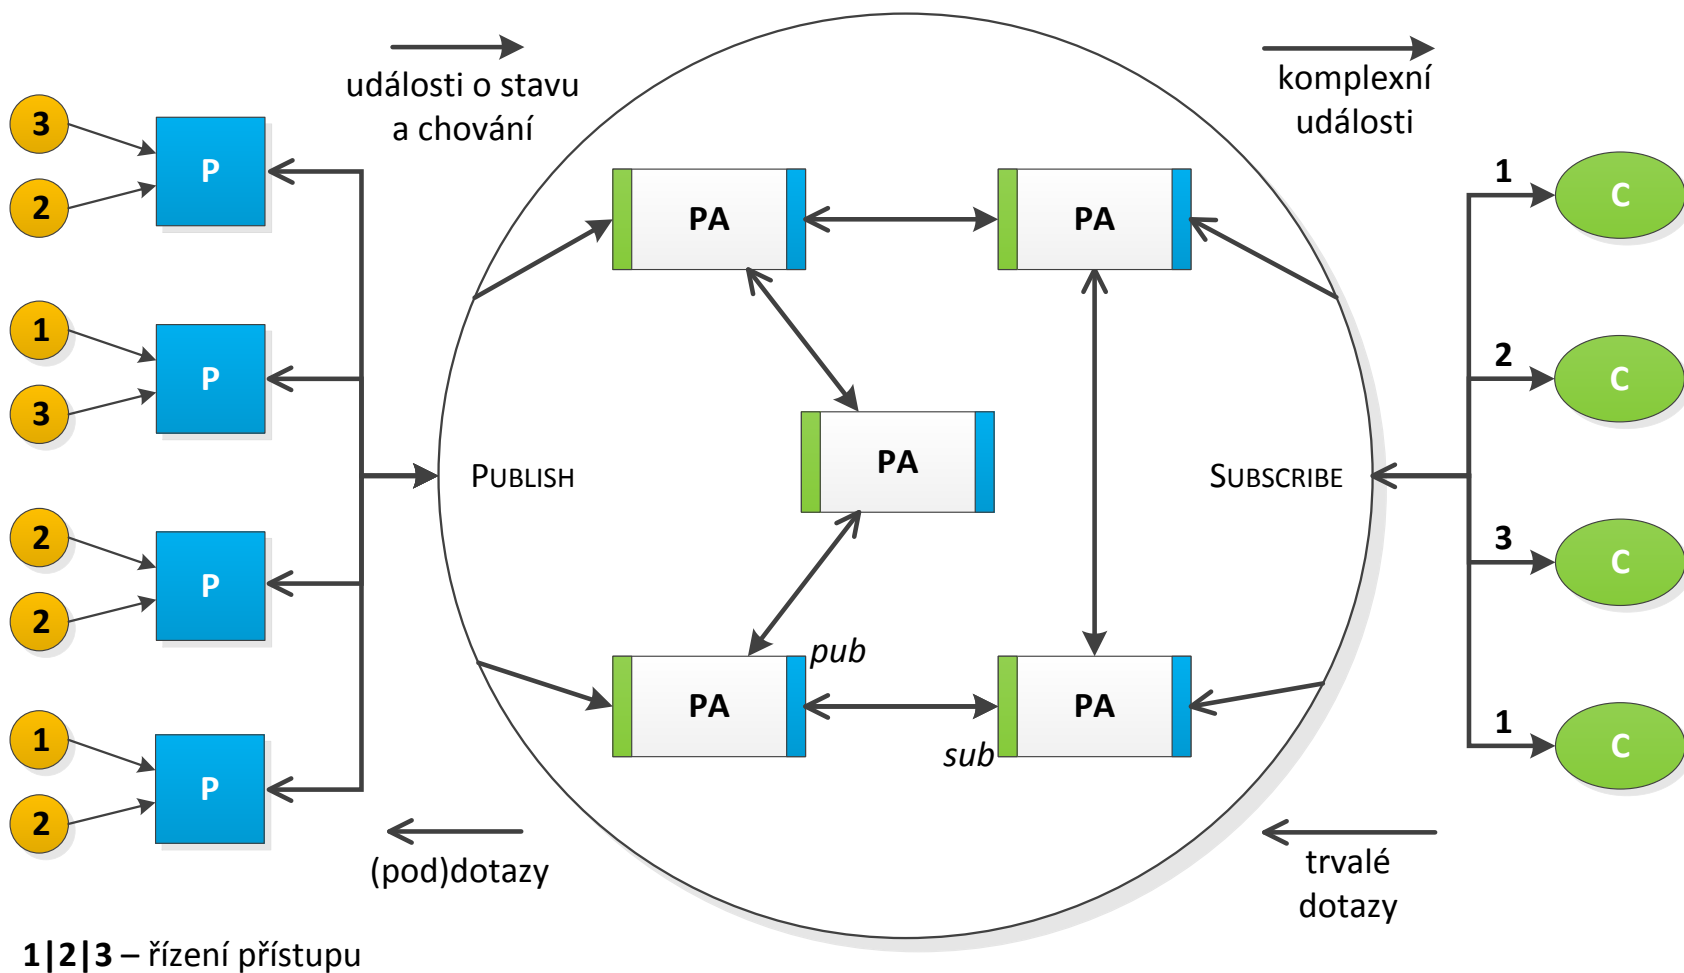 události o stavu
a chování
komplexní
události
3
2
P
1
3
P
2
2
P
1
2
P
PUBLISH
PA
PA
PA
PA
pub
PA
sub
SUBSCRIBE
1
C
2
C
3
C
1
C
(pod)dotazy
trvalé
dotazy
1|2|3 – řízení přístupu